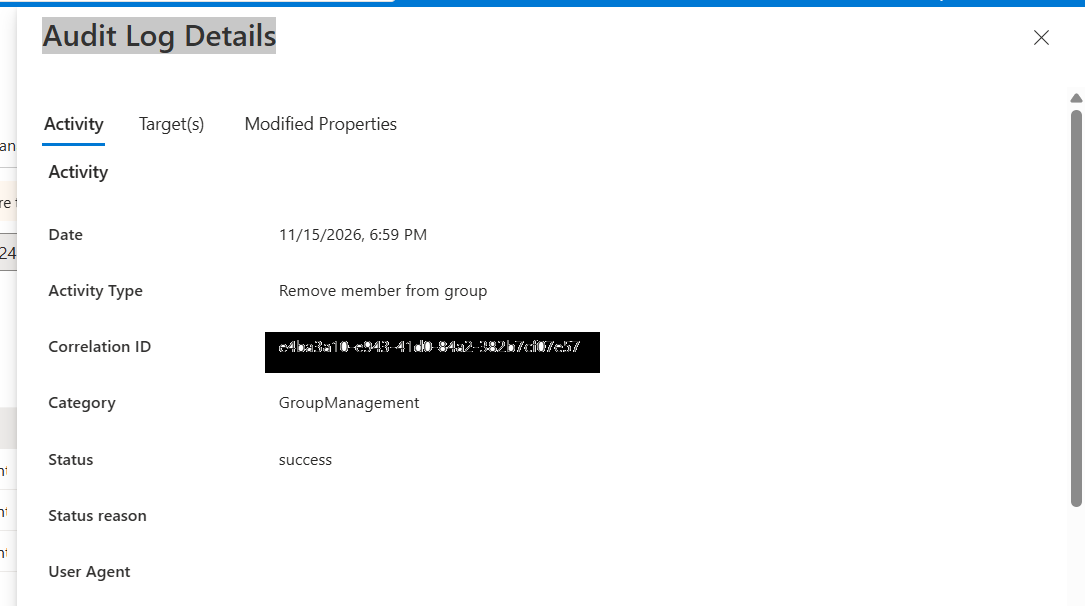 Audit Log Details
Activity Target(s) Modified Properties
Activity
Date 11/15/2026, 6:59 PM
Activity Type Remove member from group
Correlation ID
Category GroupManagement
Status success
Status reason
User Agent
24